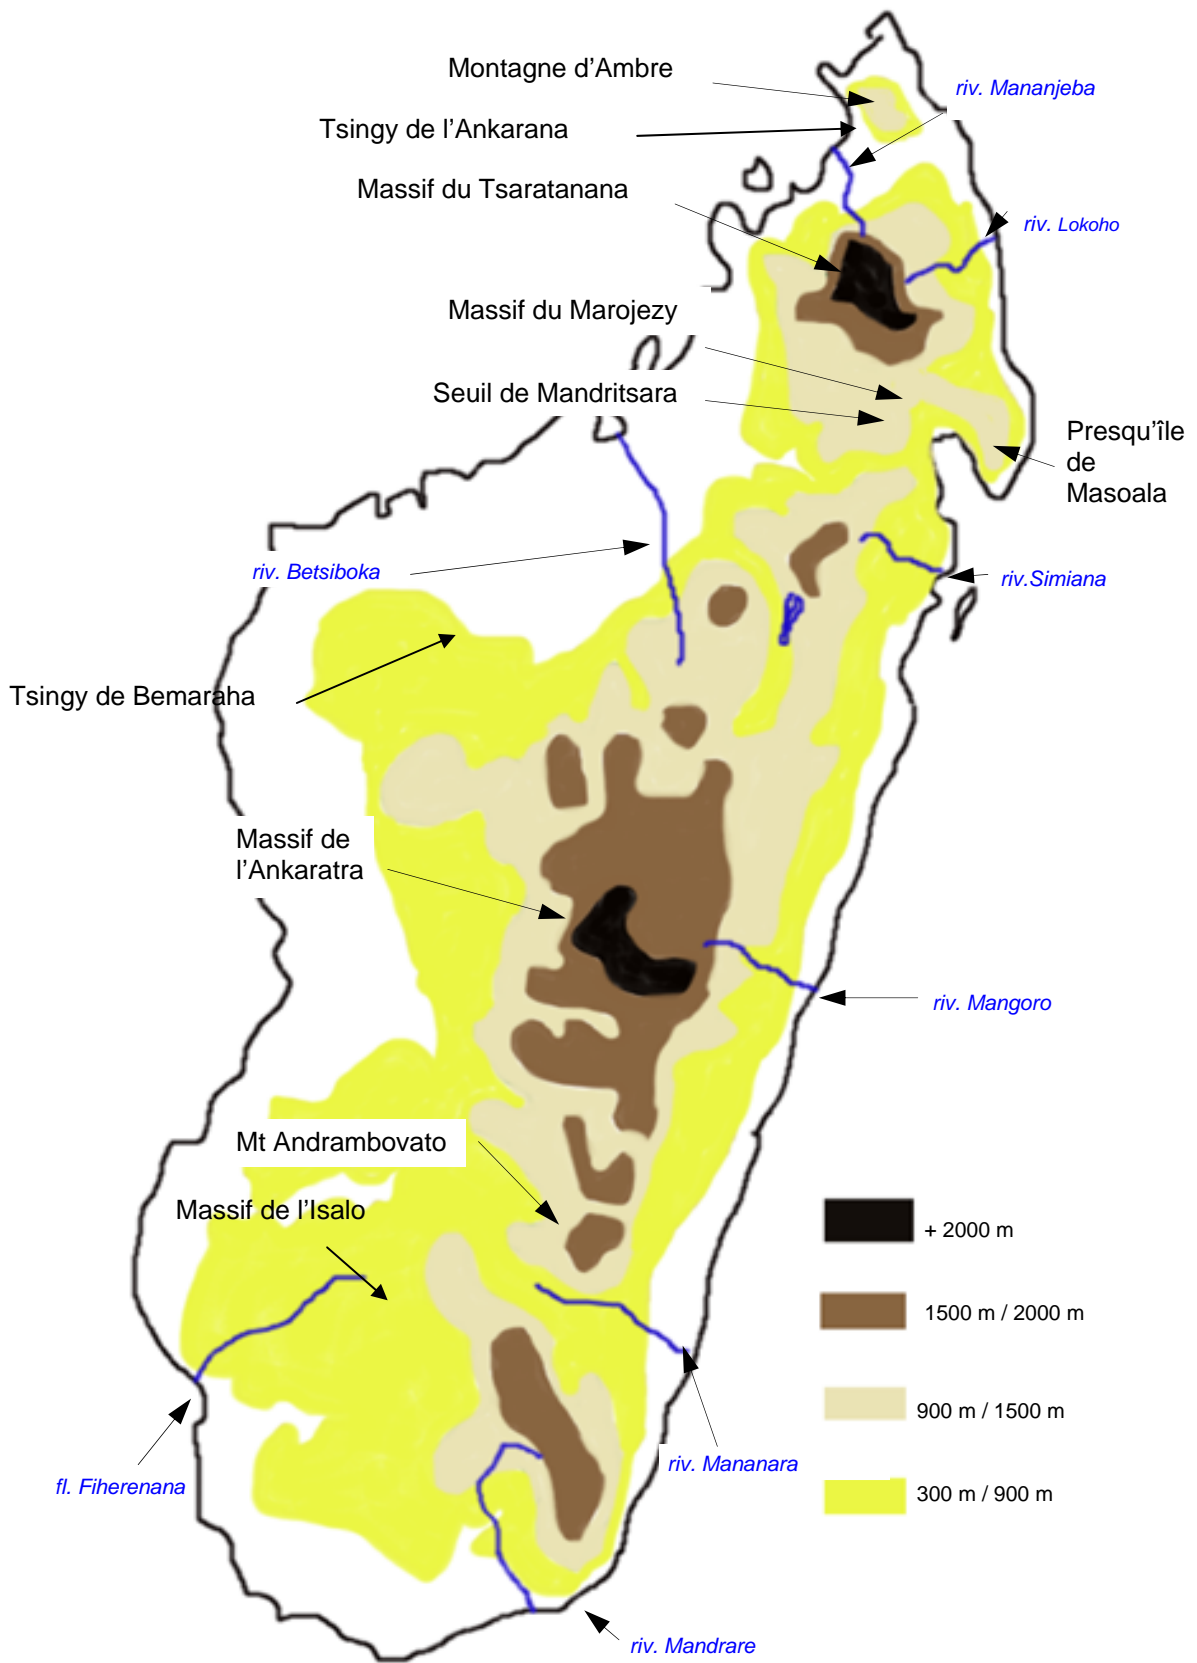 Montagne d'Ambre
riv. Mananjeba
Tsingy de l'Ankarana
Massif du Tsaratanana
riv. Lokoho
Massif du Marojezy
Seuil de Mandritsara
Presqu'île
de
Masoala
riv. Betsiboka
riv.Simiana
Tsingy de Bemaraha
Massif de
l'Ankaratra
riv. Mangoro
Mt Andrambovato
Massif de l'Isalo
+ 2000 m
1500 m / 2000 m
900 m / 1500 m
riv. Mananara
fl. Fiherenana
300 m / 900 m
riv. Mandrare